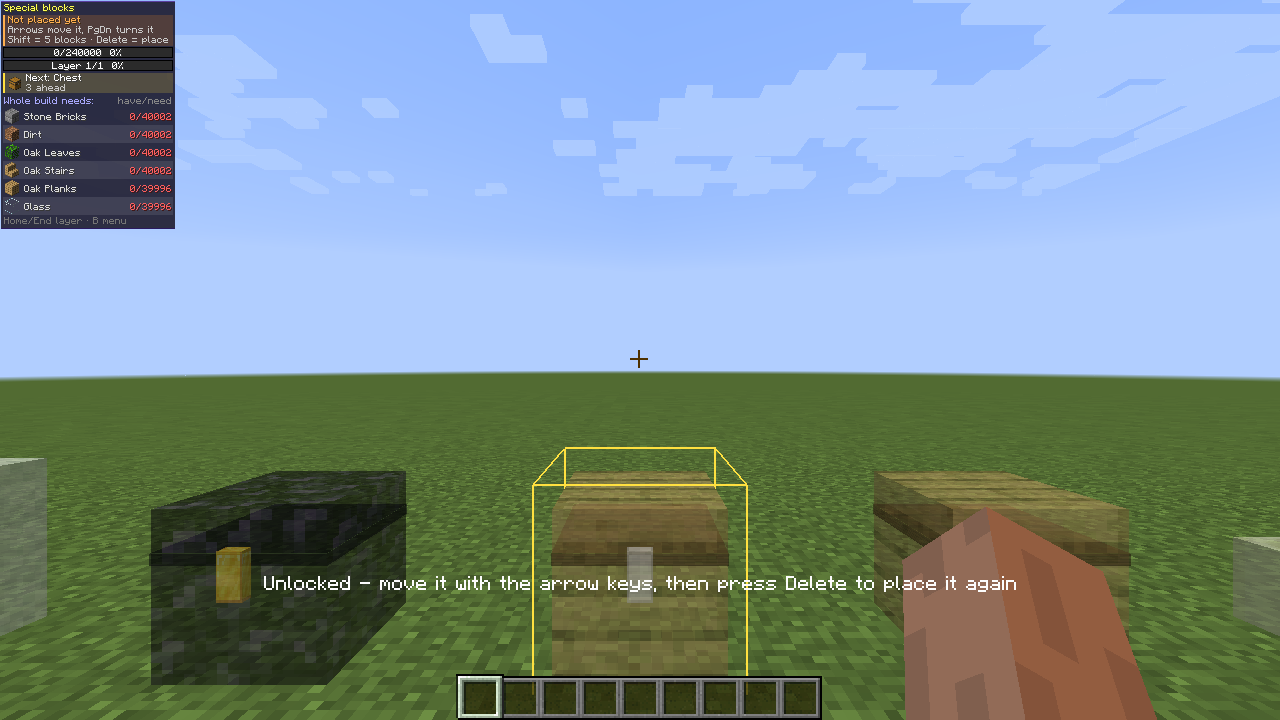 Special blocks
Not placed yet
Arrows move it, PgDn turns it
Shift = 5 blocks · Delete = place
0/240000 0%
Layer 1/1 0%
Next: Chest
3 ahead
Whole build needs: have/need
Stone Bricks 0/40002
Dirt 0/40002
Oak Leaves 0/40002
Oak Stairs 0/40002
Oak Planks 0/39996
Glass 0/39996
Home/End layer · B menu
Unlocked - move it with the arrow keys, then press Delete to place it again